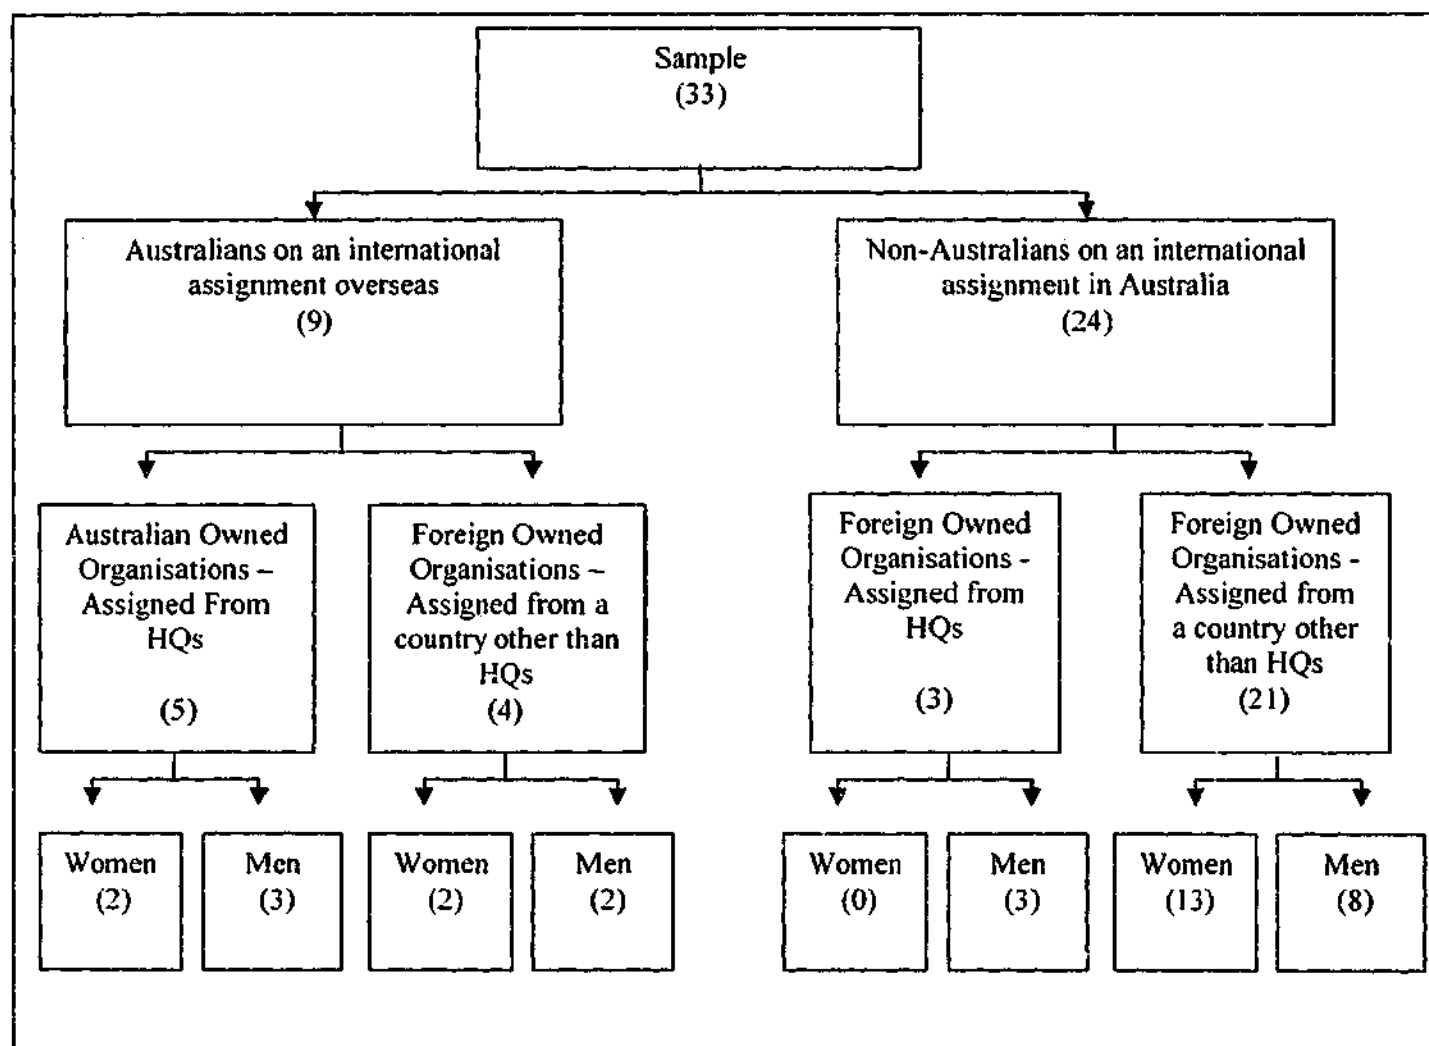 Sample
(33)
Australians on an international
assignment overseas
(9)
Non-Australians on an international
assignment in Australia
(24)
Australian Owned
Organisations –
Assigned From
HQs
(5)
Foreign Owned
Organisations –
Assigned from a
country other than
HQs
(4)
Foreign Owned
Organisations -
Assigned from
HQs
(3)
Foreign Owned
Organisations -
Assigned from
a country other
than HQs
(21)
Women
(2)
Men
(3)
Women
(2)
Men
(2)
Women
(0)
Men
(3)
Women
(13)
Men
(8)